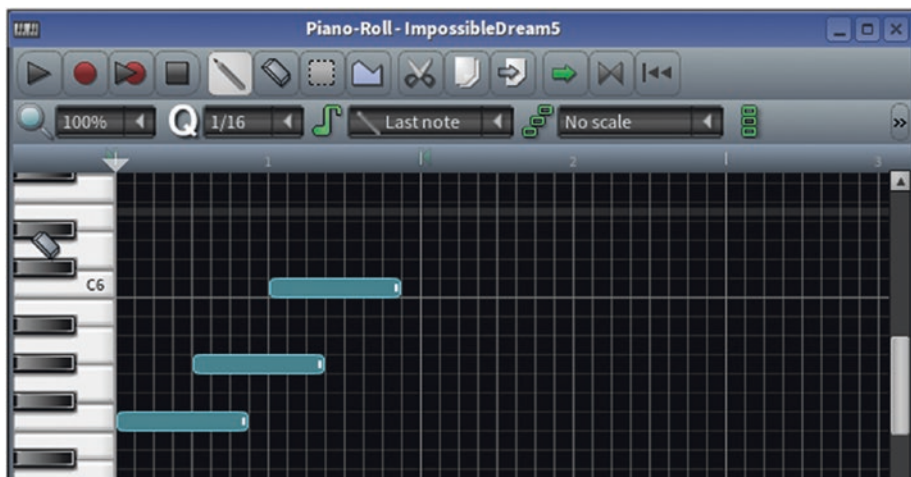 Piano-Roll - ImpossibleDream5
100% Q 1/16 Last note No scale »
1 2 3
C6